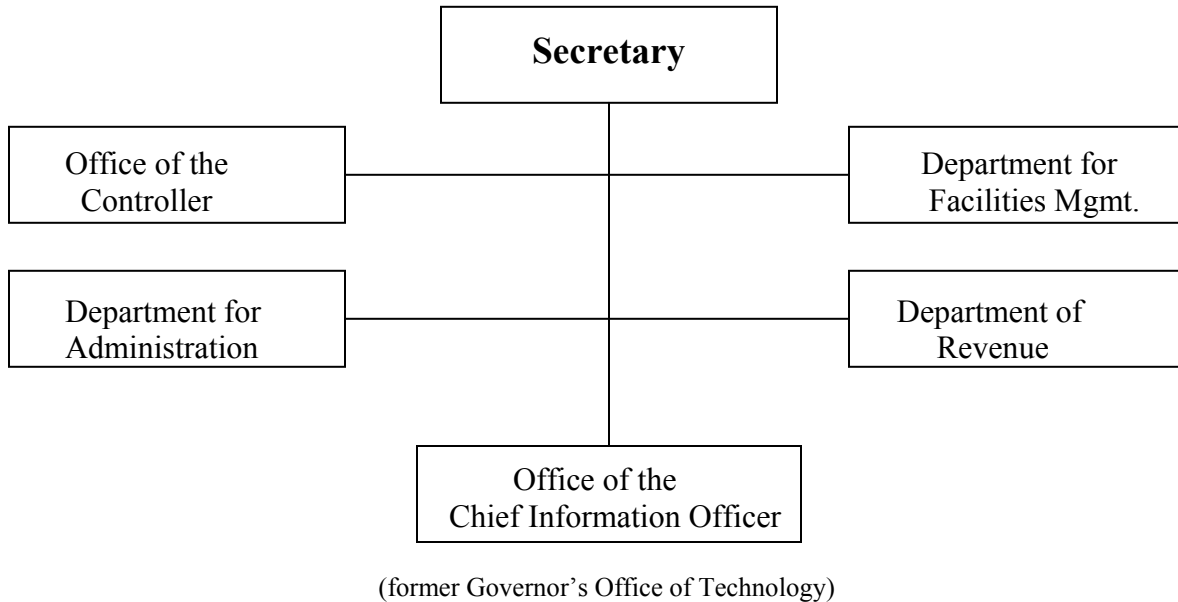 Secretary
Office of the
Controller
Department for
Facilities Mgmt.
Department for
Administration
Department of
Revenue
Office of the
Chief Information Officer
(former Governor’s Office of Technology)